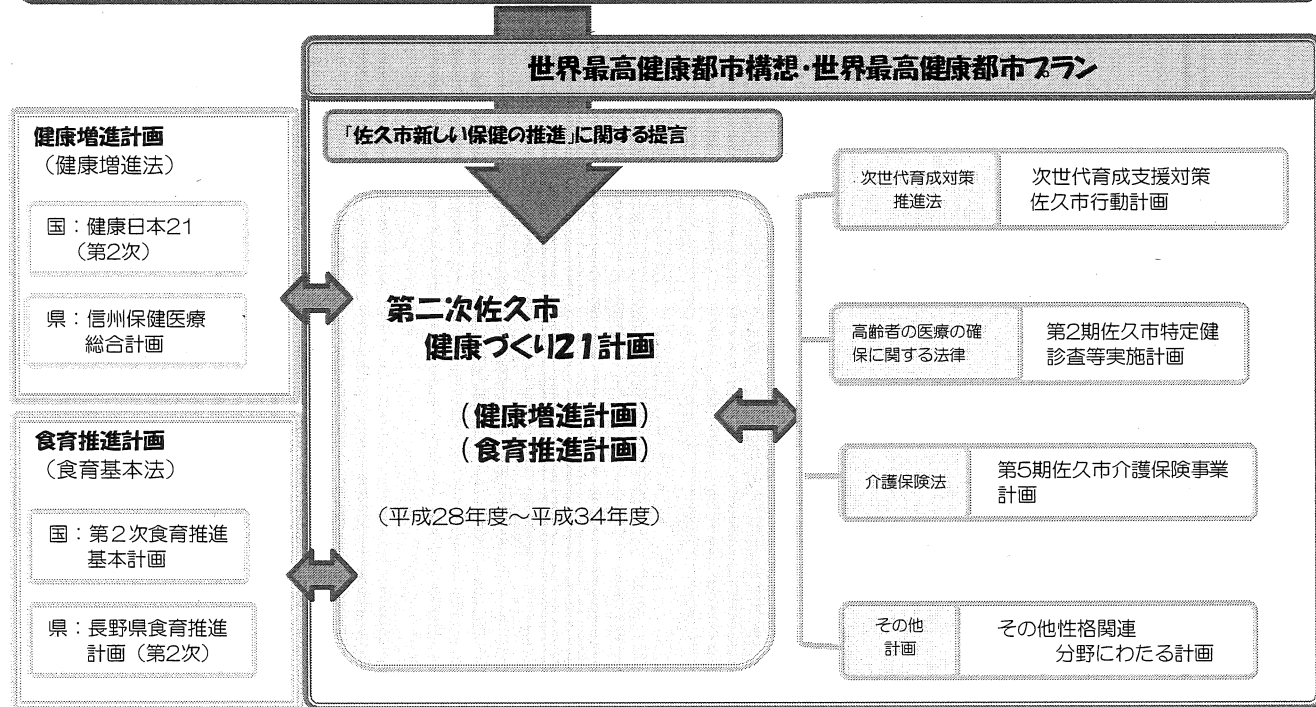 世界最高健康都市構想・世界最高健康都市プラン
「佐久市新しい保健の推進」に関する提言
健康増進計画
（健康増進法）
国：健康日本21
（第2次）
県：信州保健医療
総合計画
食育推進計画
（食育基本法）
国：第2次食育推進
基本計画
県：長野県食育推進
計画（第2次）
第二次佐久市
健康づくり21計画
（健康増進計画）
（食育推進計画）
（平成28年度～平成34年度）
次世代育成対策
推進法
次世代育成支援対策
佐久市行動計画
高齢者の医療の確
保に関する法律
第2期佐久市特定健
診査等実施計画
介護保険法
第5期佐久市介護保険事業
計画
その他
計画
その他性格関連
分野にわたる計画